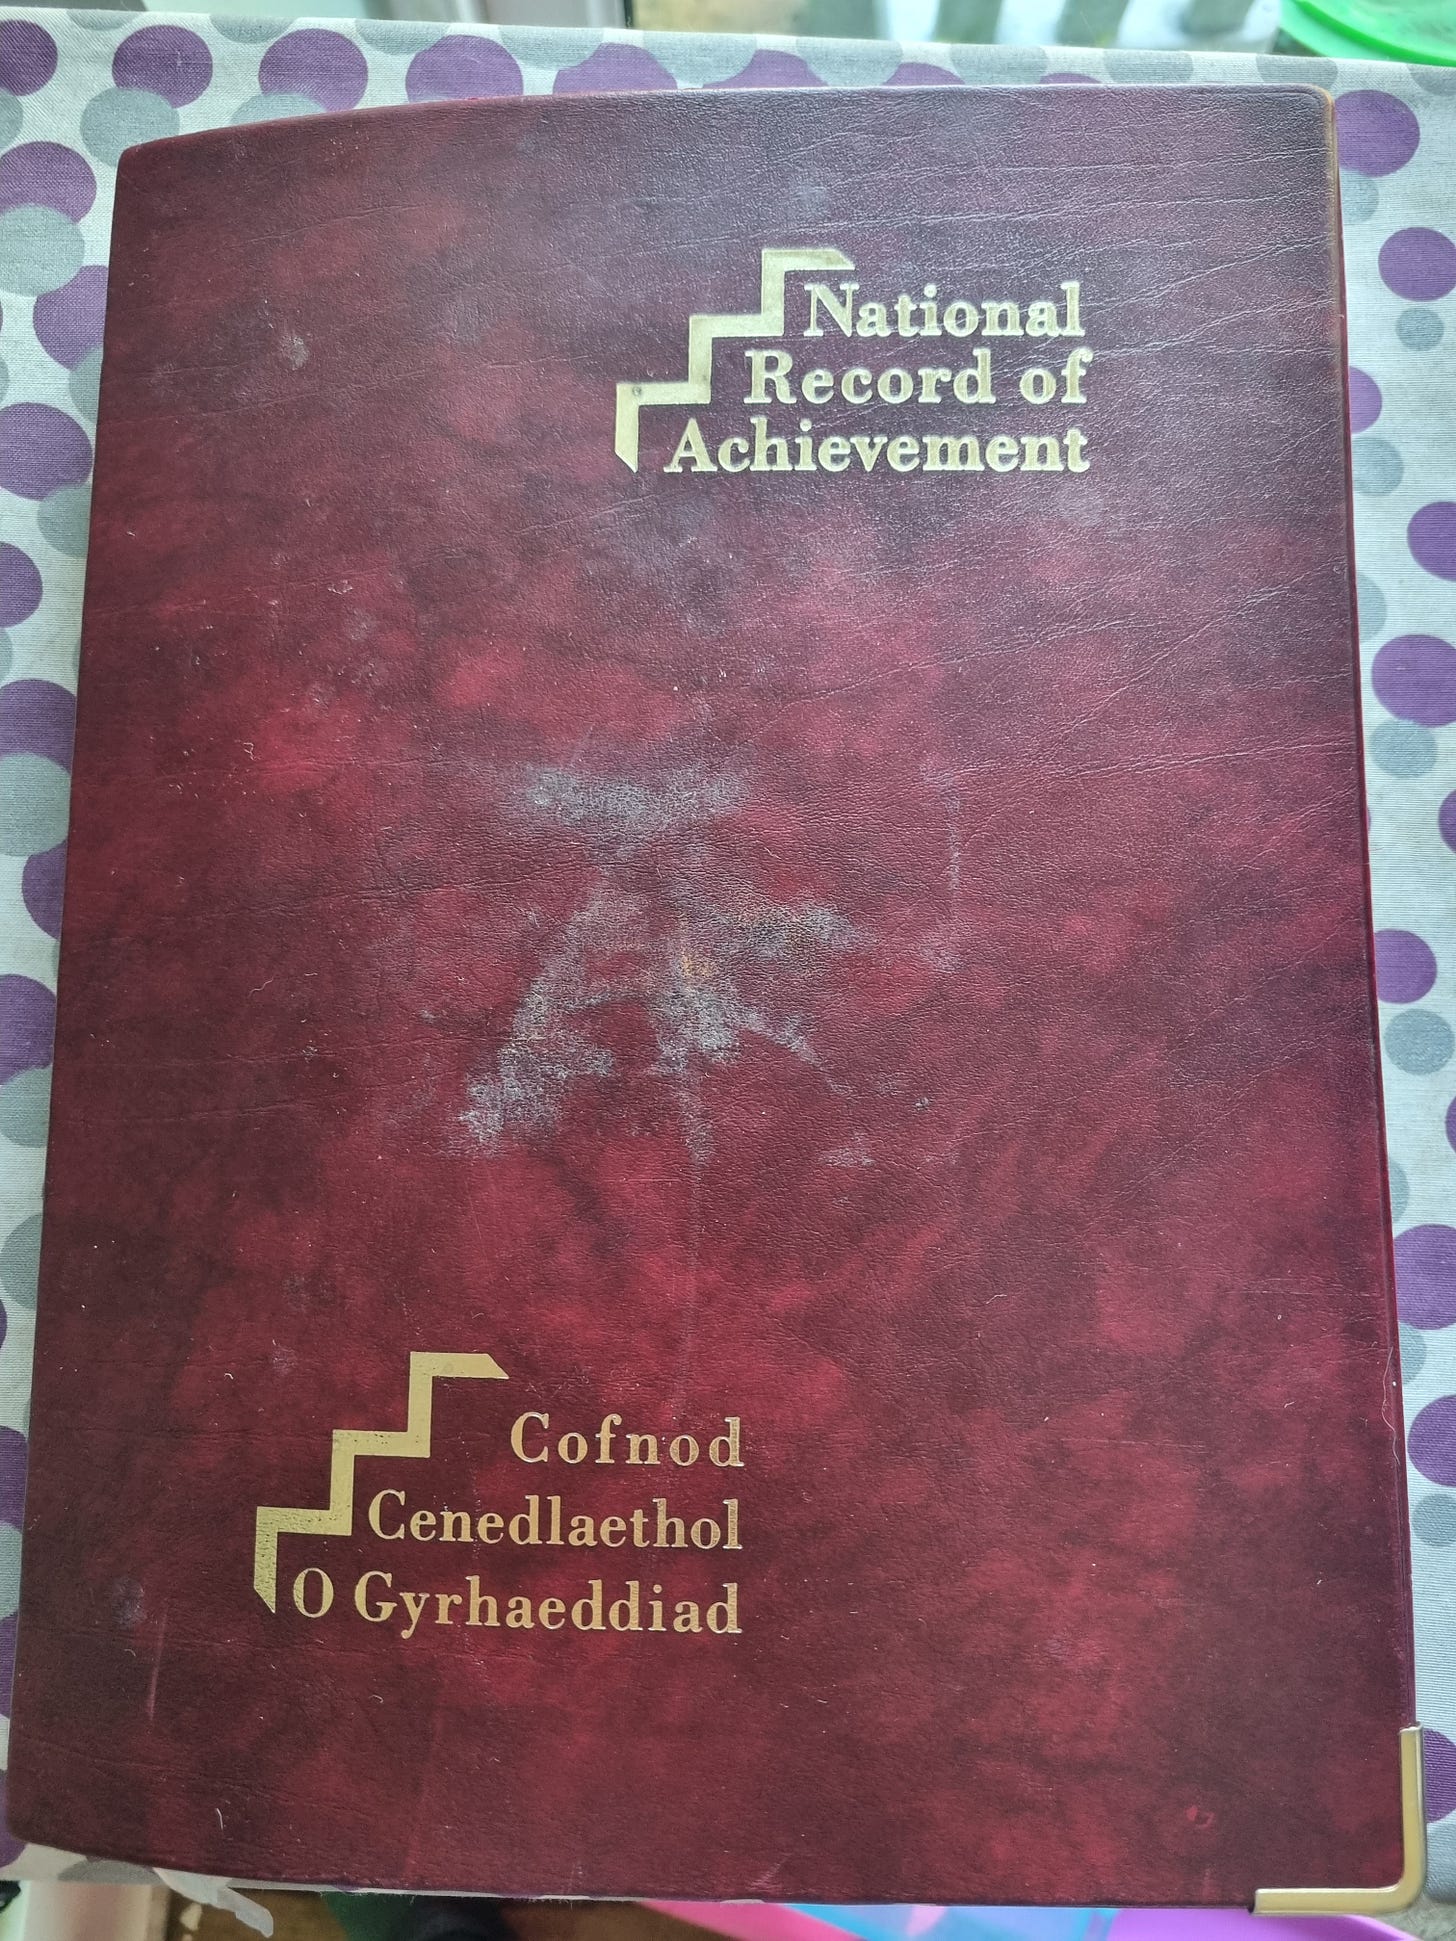 National
Record of
Achievement
Cofnod
Cenedlaethol
O Gyrhaeddiad